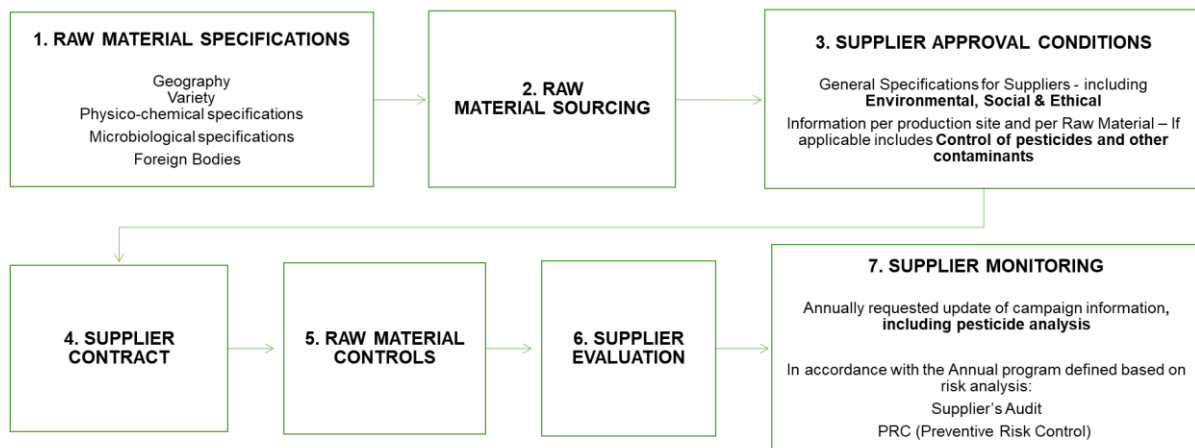 1. RAW MATERIAL SPECIFICATIONS
Geography
Variety
Physico-chemical specifications
Microbiological specifications
Foreign Bodies
2. RAW
MATERIAL SOURCING
3. SUPPLIER APPROVAL CONDITIONS
General Specifications for Suppliers - including
Environmental, Social & Ethical
Information per production site and per Raw Material – If
applicable includes Control of pesticides and other
contaminants
4. SUPPLIER
CONTRACT
5. RAW MATERIAL
CONTROLS
6. SUPPLIER
EVALUATION
7. SUPPLIER MONITORING
Annually requested update of campaign information,
including pesticide analysis
In accordance with the Annual program defined based on
risk analysis:
Supplier's Audit
PRC (Preventive Risk Control)